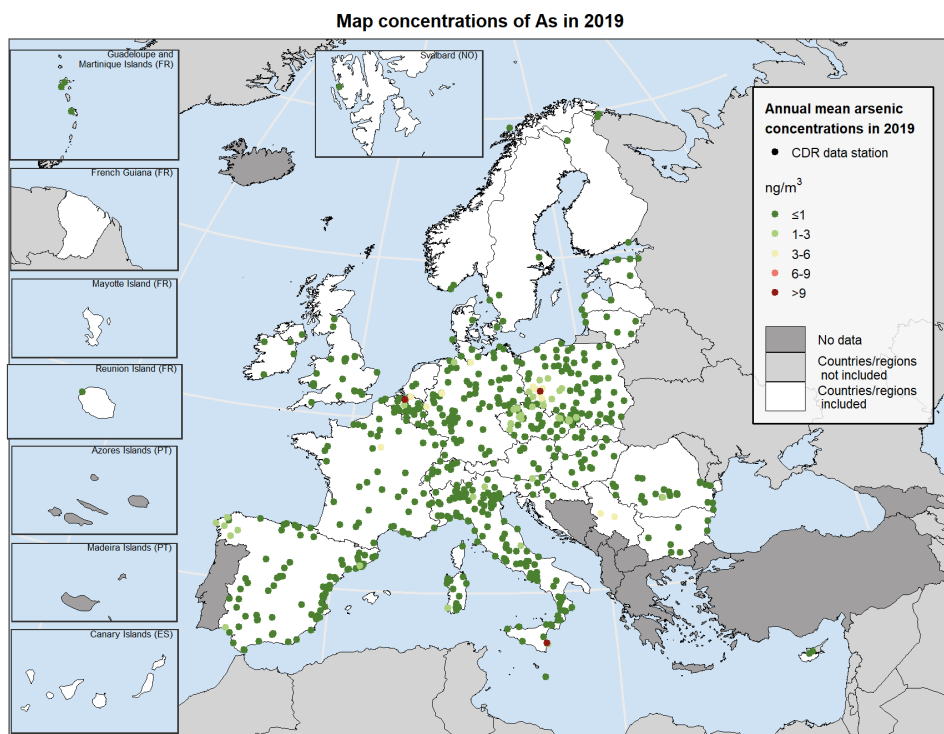 Map concentrations of As in 2019
Guadeloupe and
Martinique Islands (FR)
Svalbard (NO)
French Guiana (FR)
Mayotte Island (FR)
Reunion Island (FR)
Azores Islands (PT)
Madeira Islands (PT)
Canary Islands (ES)
Annual mean arsenic
concentrations in 2019
CDR data station
ng/m³
≤1
1-3
3-6
6-9
>9
No data
Countries/regions
not included
Countries/regions
included